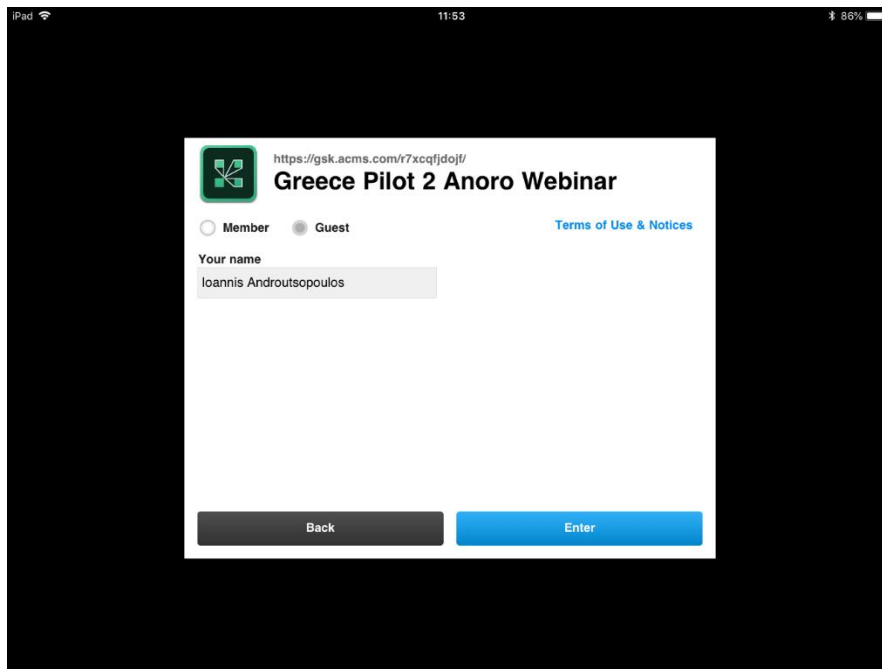 iPad 11:53 86%
https://gsk.acms.com/r7xcqfjdojf/
Greece Pilot 2 Anoro Webinar
Member Guest Terms of Use & Notices
Your name
Ioannis Androutsopoulos
Back Enter